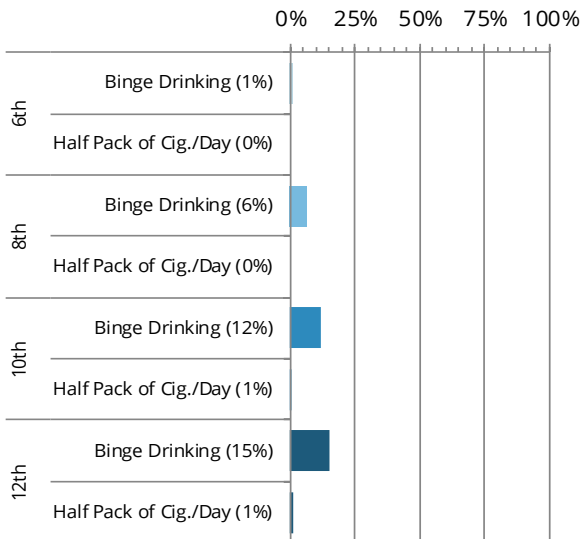 0% 25% 50% 75% 100%
6th
Binge Drinking (1%)
Half Pack of Cig./Day (0%)
8th
Binge Drinking (6%)
Half Pack of Cig./Day (0%)
10th
Binge Drinking (12%)
Half Pack of Cig./Day (1%)
12th
Binge Drinking (15%)
Half Pack of Cig./Day (1%)